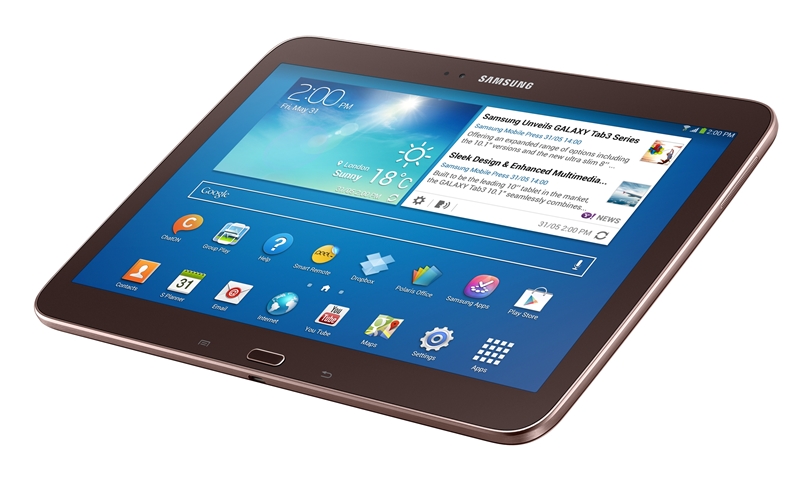 SAMSUNG
2:00 PM
2:00 PM
Fri, May 31
London
Sunny 18°C
Samsung Unveils GALAXY Tab3 Series
Samsung Mobile Press 31/05 14:00
Offering an expanded range of options including
the 10.1" versions and the new ultra slim 8"...
Sleek Design & Enhanced Multimedia...
Samsung Mobile Press 31/05 14:00
Built to be the leading 10" tablet in the market,
the GALAXY Tab3 10.1" seamlessly combines...
Y! NEWS
31/05 2:00 PM
Google
ChatON
Group Play
Help
Smart Remote
Dropbox
Polaris Office
Samsung Apps
Play Store
Contacts
31
S Planner
Email
Internet
You Tube
You Tube
Maps
Settings
Apps